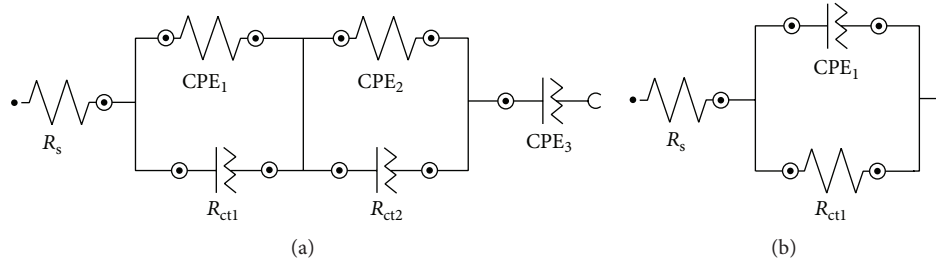 CPE1 CPE2
Rs CPE3
Rct1 Rct2
(a)
CPE1
Rs
Rct1
(b)